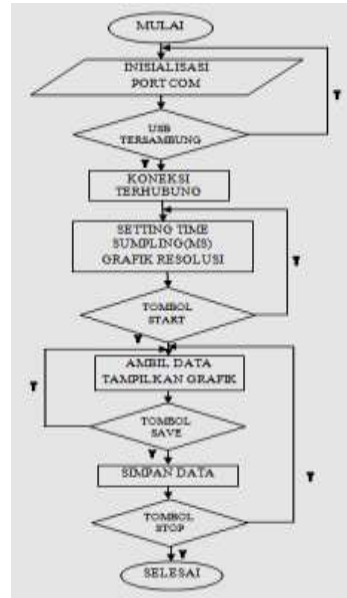 MULAI
INISIALISASI
PORT COM
T
USB
TERSAMBUNG
Y
KONEKSI
TERHUBUNG
SETTING TIME
SUMPLING(MS)
GRAFIK RESOLUSI
T
TOMBOL
START
Y
AMBIL DATA
TAMPILKAN GRAFIK
T
TOMBOL
SAVE
Y
SIMPAN DATA
T
TOMBOL
STOP
Y
SELESAI